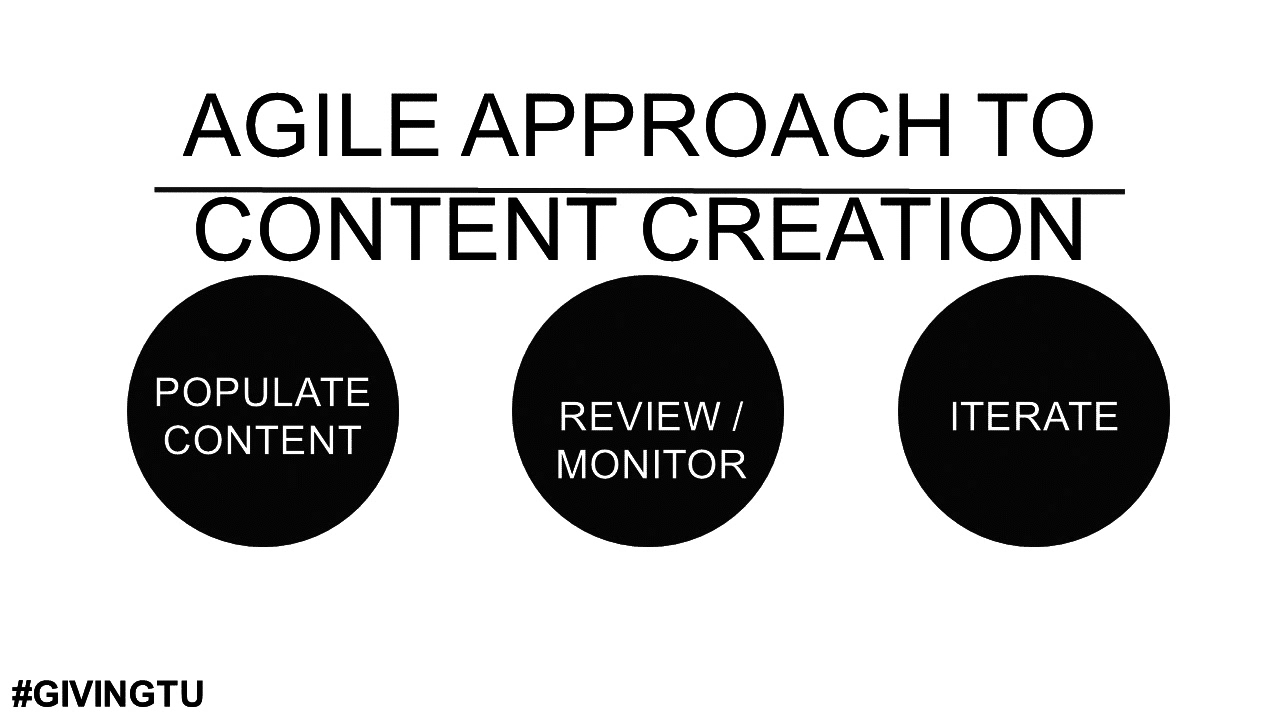 AGILE APPROACH TO
CONTENT CREATION
POPULATE
CONTENT
REVIEW /
MONITOR
ITERATE
#GIVINGTU